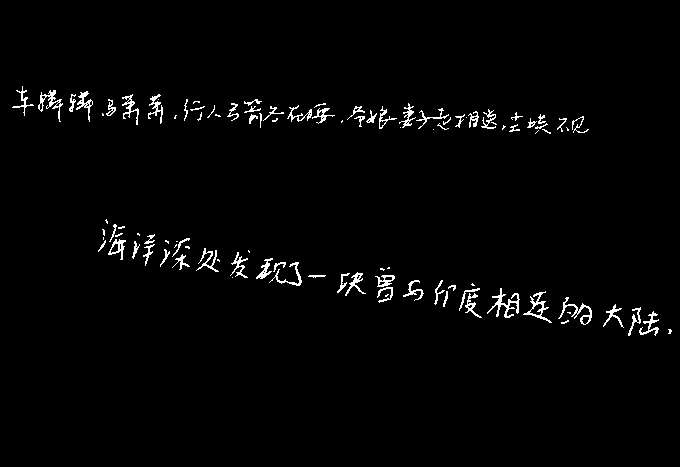 车辚辚,马萧萧,行人弓箭各在腰.爷娘妻子走相送,尘埃不见
海洋深处发现了一块曾与印度相连的大陆.